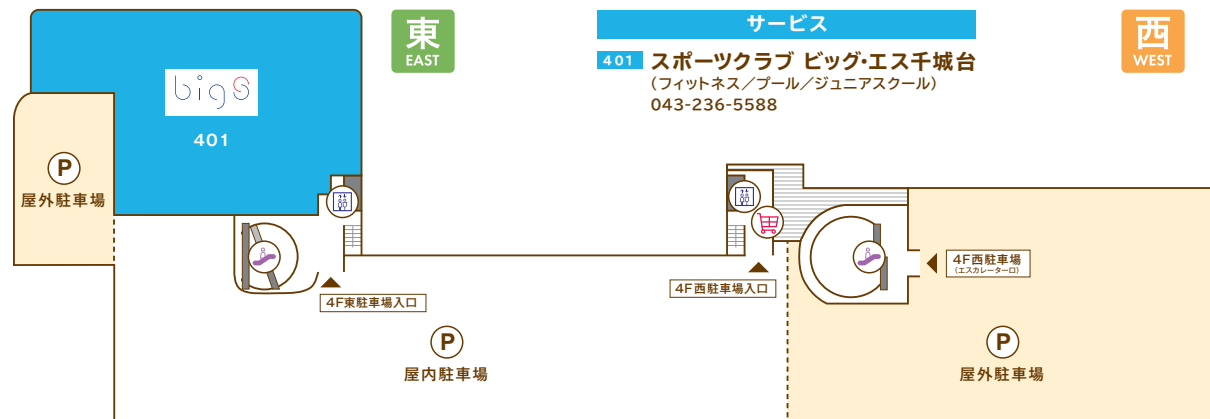 東
EAST
サービス
西
WEST
401 スポーツクラブ ビッグ・エス千城台
(フィットネス／プール／ジュニアスクール)
043-236-5588
bigs
401
P
屋外駐車場
4F東駐車場入口
4F西駐車場入口
4F西駐車場
(エスカレーター口)
P
屋内駐車場
P
屋外駐車場